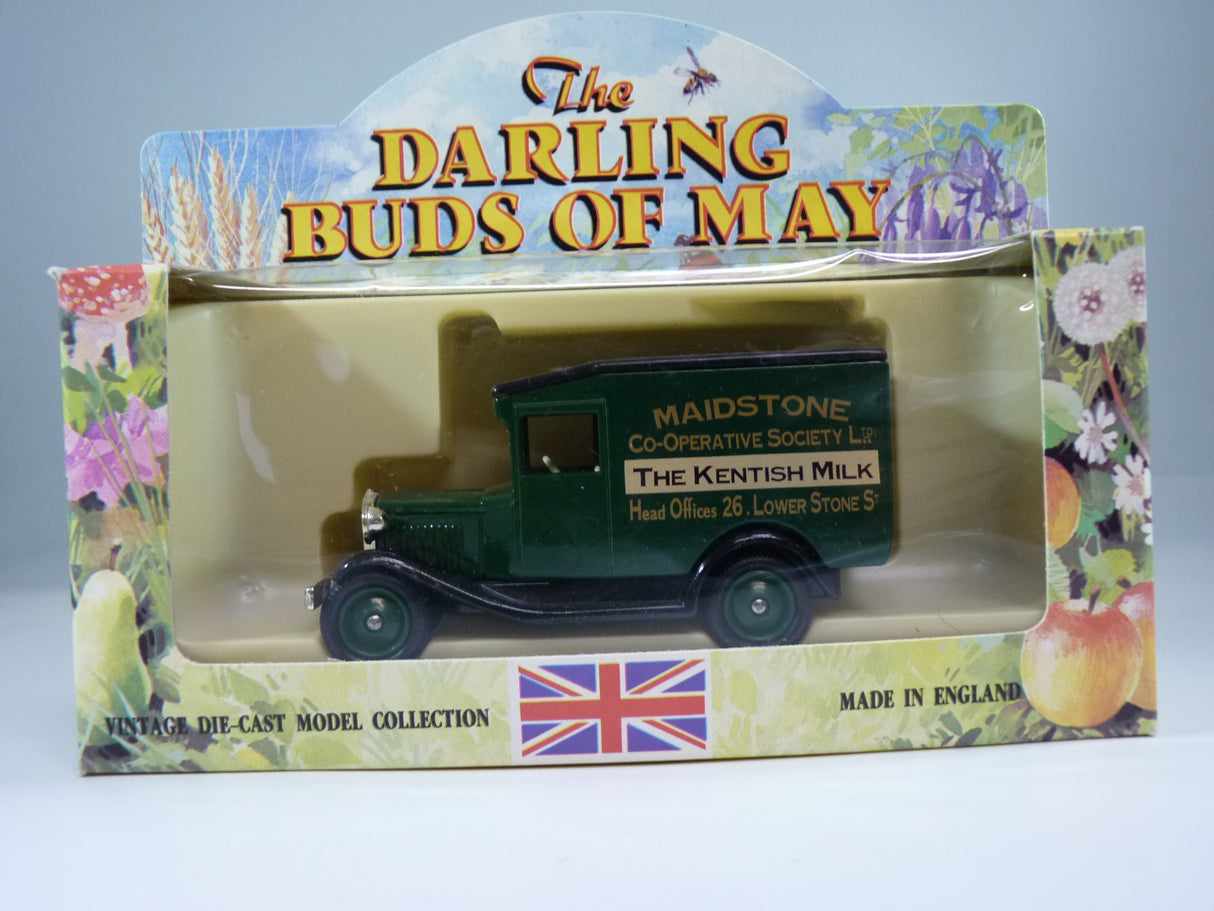 The
DARLING
BUDS OF MAY
MAIDSTONE
CO-OPERATIVE SOCIETY LTD
THE KENTISH MILK
Head Offices 26. LOWER STONE ST
VINTAGE DIE-CAST MODEL COLLECTION
MADE IN ENGLAND